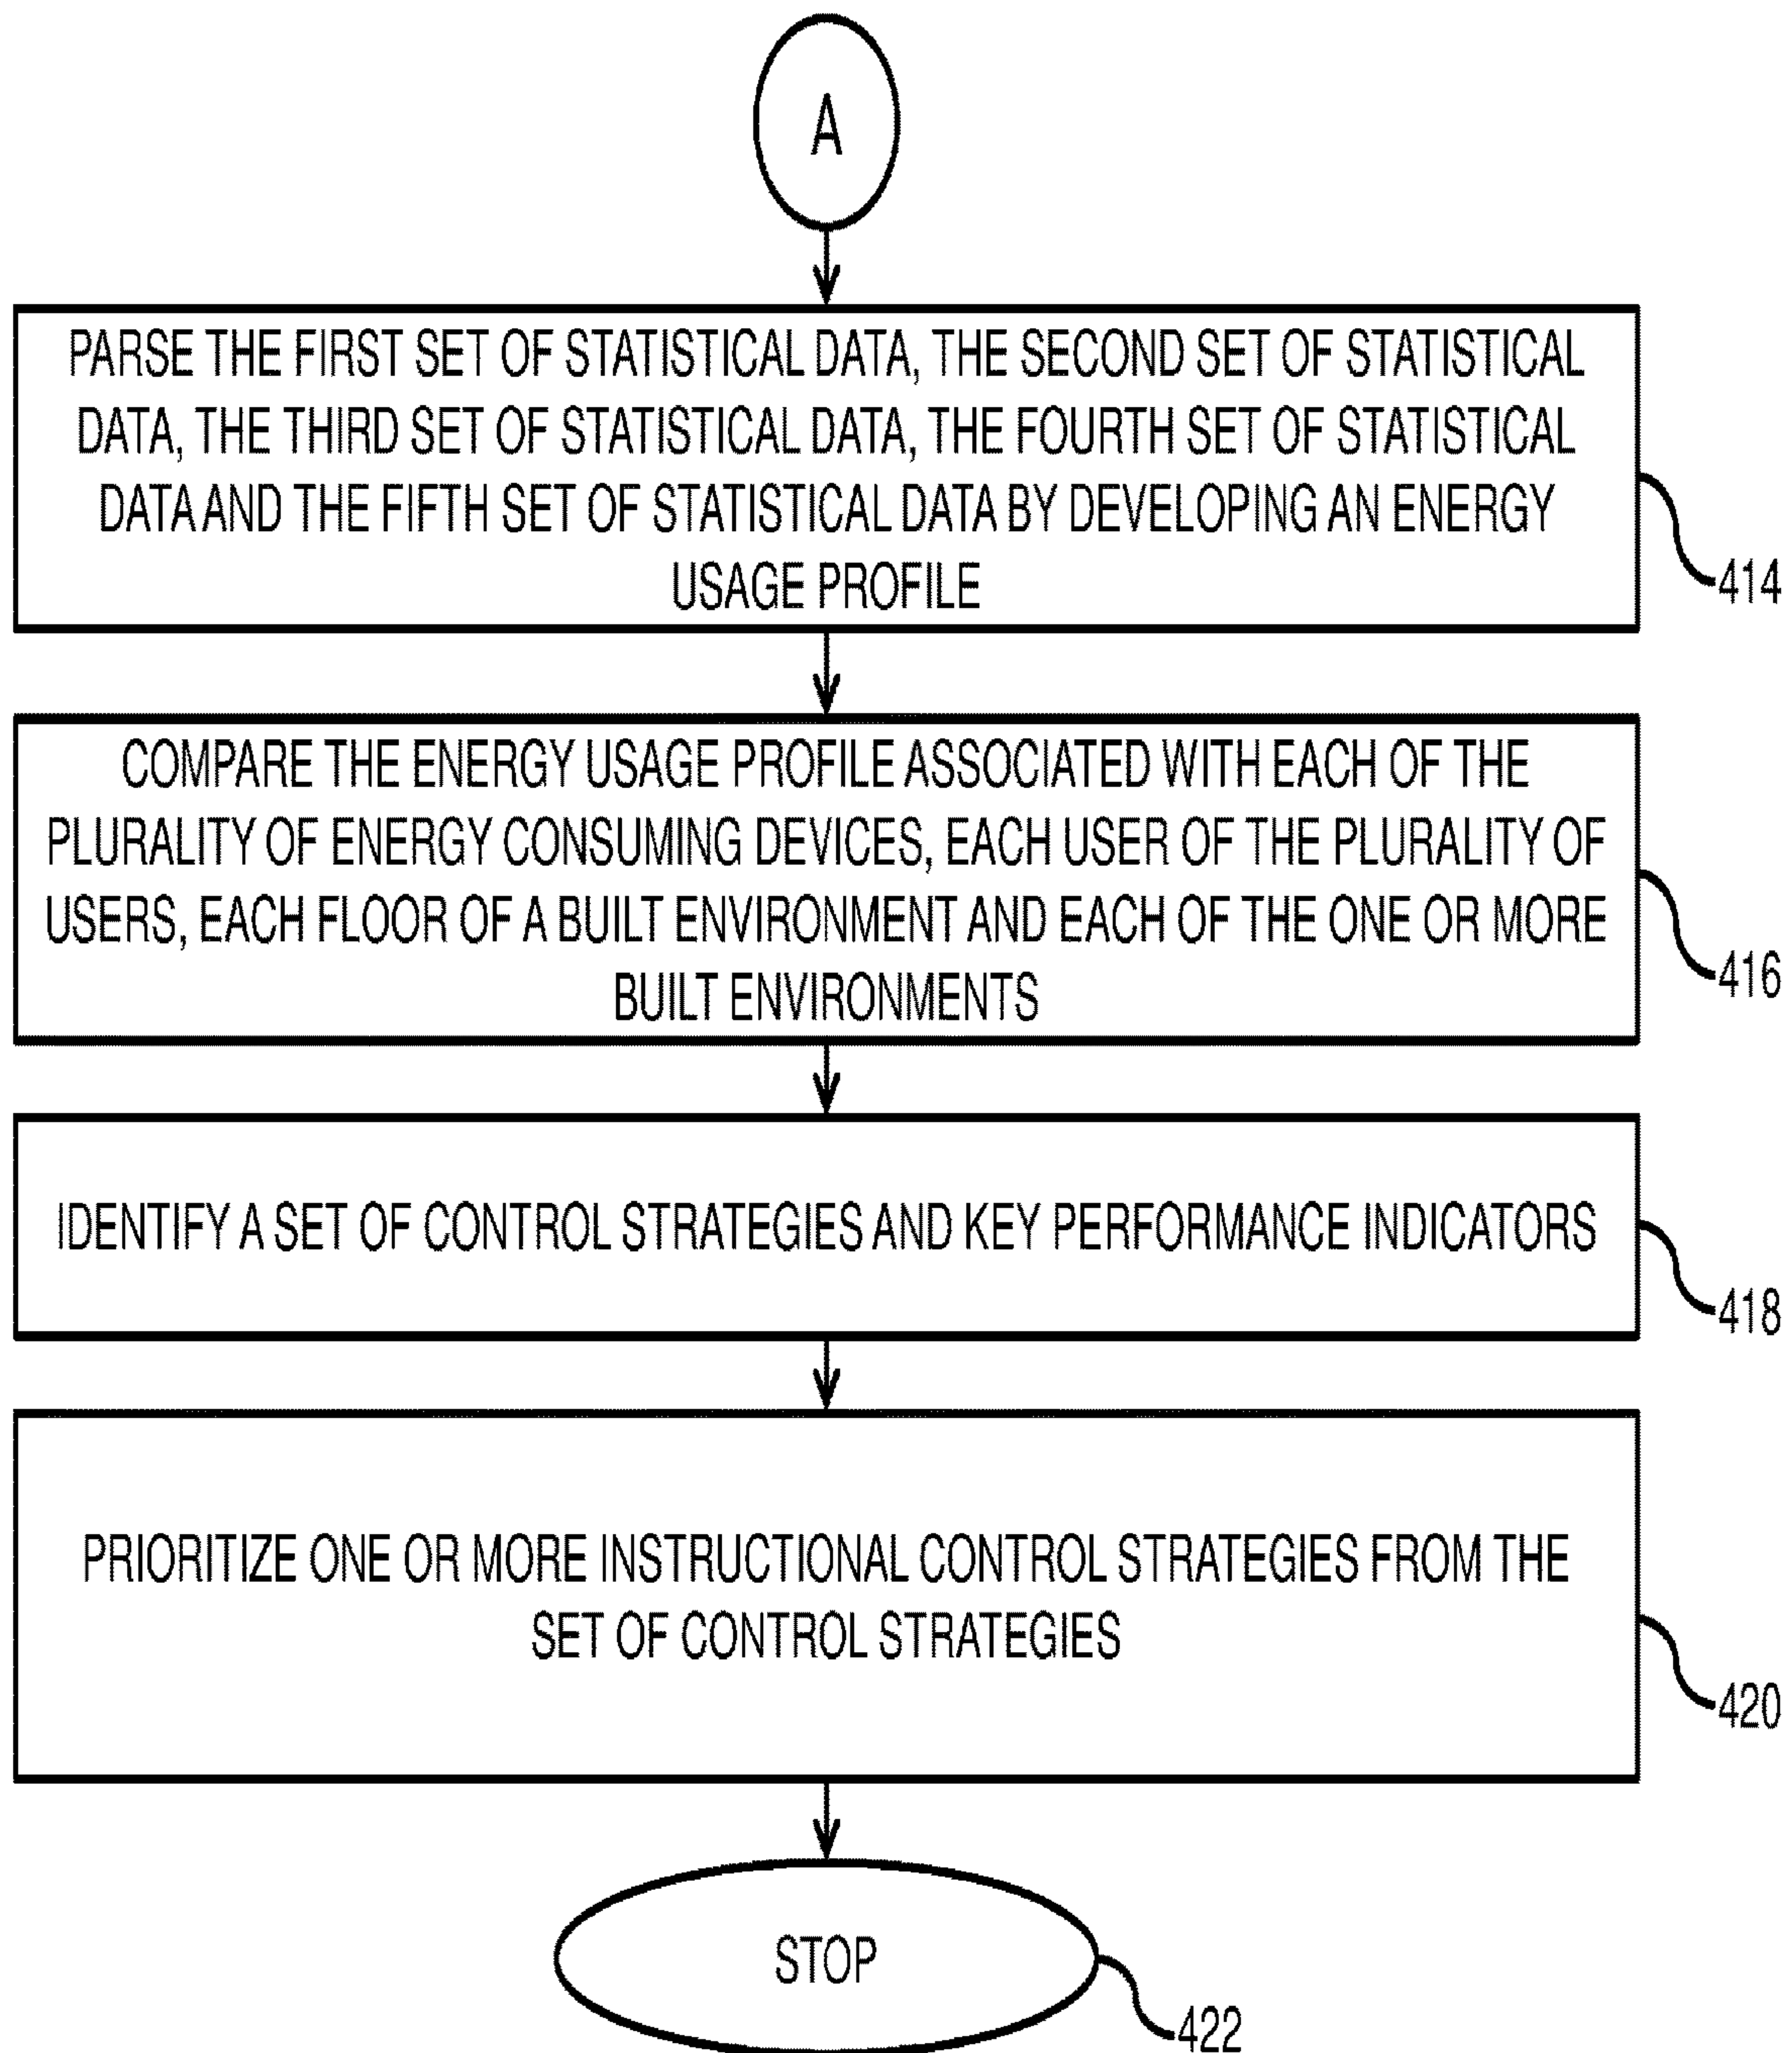 A
PARSE THE FIRST SET OF STATISTICAL DATA, THE SECOND SET OF STATISTICAL
DATA, THE THIRD SET OF STATISTICAL DATA, THE FOURTH SET OF STATISTICAL
DATA AND THE FIFTH SET OF STATISTICAL DATA BY DEVELOPING AN ENERGY
USAGE PROFILE
414
COMPARE THE ENERGY USAGE PROFILE ASSOCIATED WITH EACH OF THE
PLURALITY OF ENERGY CONSUMING DEVICES, EACH USER OF THE PLURALITY OF
USERS, EACH FLOOR OF A BUILT ENVIRONMENT AND EACH OF THE ONE OR MORE
BUILT ENVIRONMENTS
416
IDENTIFY A SET OF CONTROL STRATEGIES AND KEY PERFORMANCE INDICATORS
418
PRIORITIZE ONE OR MORE INSTRUCTIONAL CONTROL STRATEGIES FROM THE
SET OF CONTROL STRATEGIES
420
STOP
422